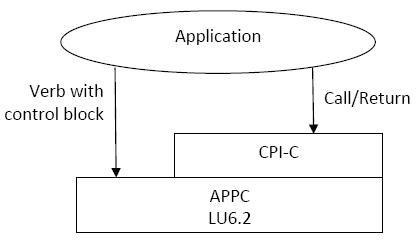 Application
Verb with
control block
Call/Return
CPI-C
APPC
LU6.2